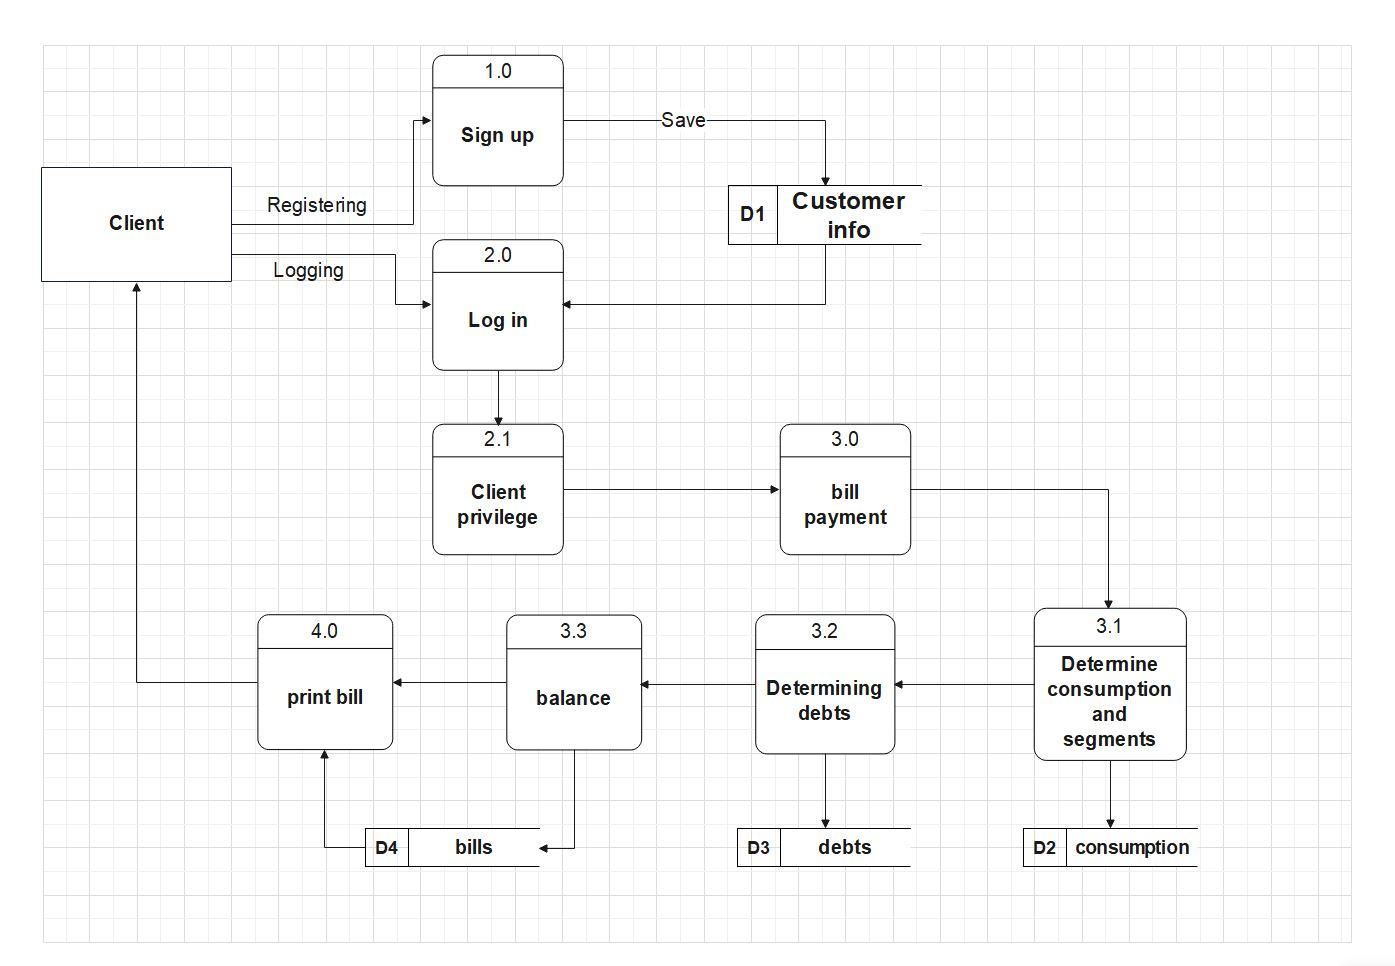 1.0
Sign up
Save
Client
Registering
D1
Customer
info
Logging
2.0
Log in
2.1
Client
privilege
3.0
bill
payment
4.0
print bill
3.3
balance
3.2
Determining
debts
3.1
Determine
consumption
and
segments
D4
bills
D3
debts
D2
consumption